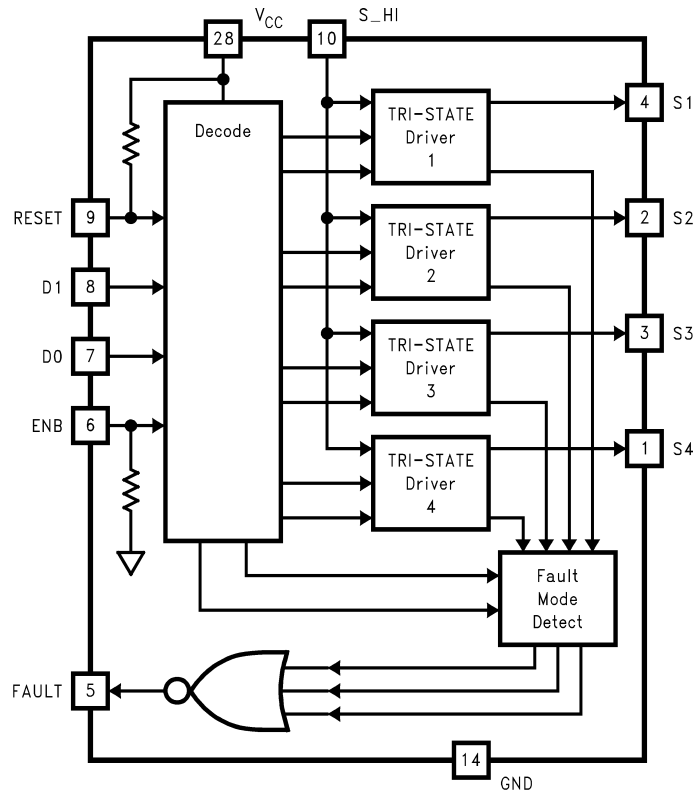 VCC
S_HI
28
10
Decode
TRI-STATE
Driver
1
4
S1
RESET
9
TRI-STATE
Driver
2
2
S2
D1
8
D0
7
TRI-STATE
Driver
3
3
S3
ENB
6
TRI-STATE
Driver
4
1
S4
Fault
Mode
Detect
FAULT
5
14
GND